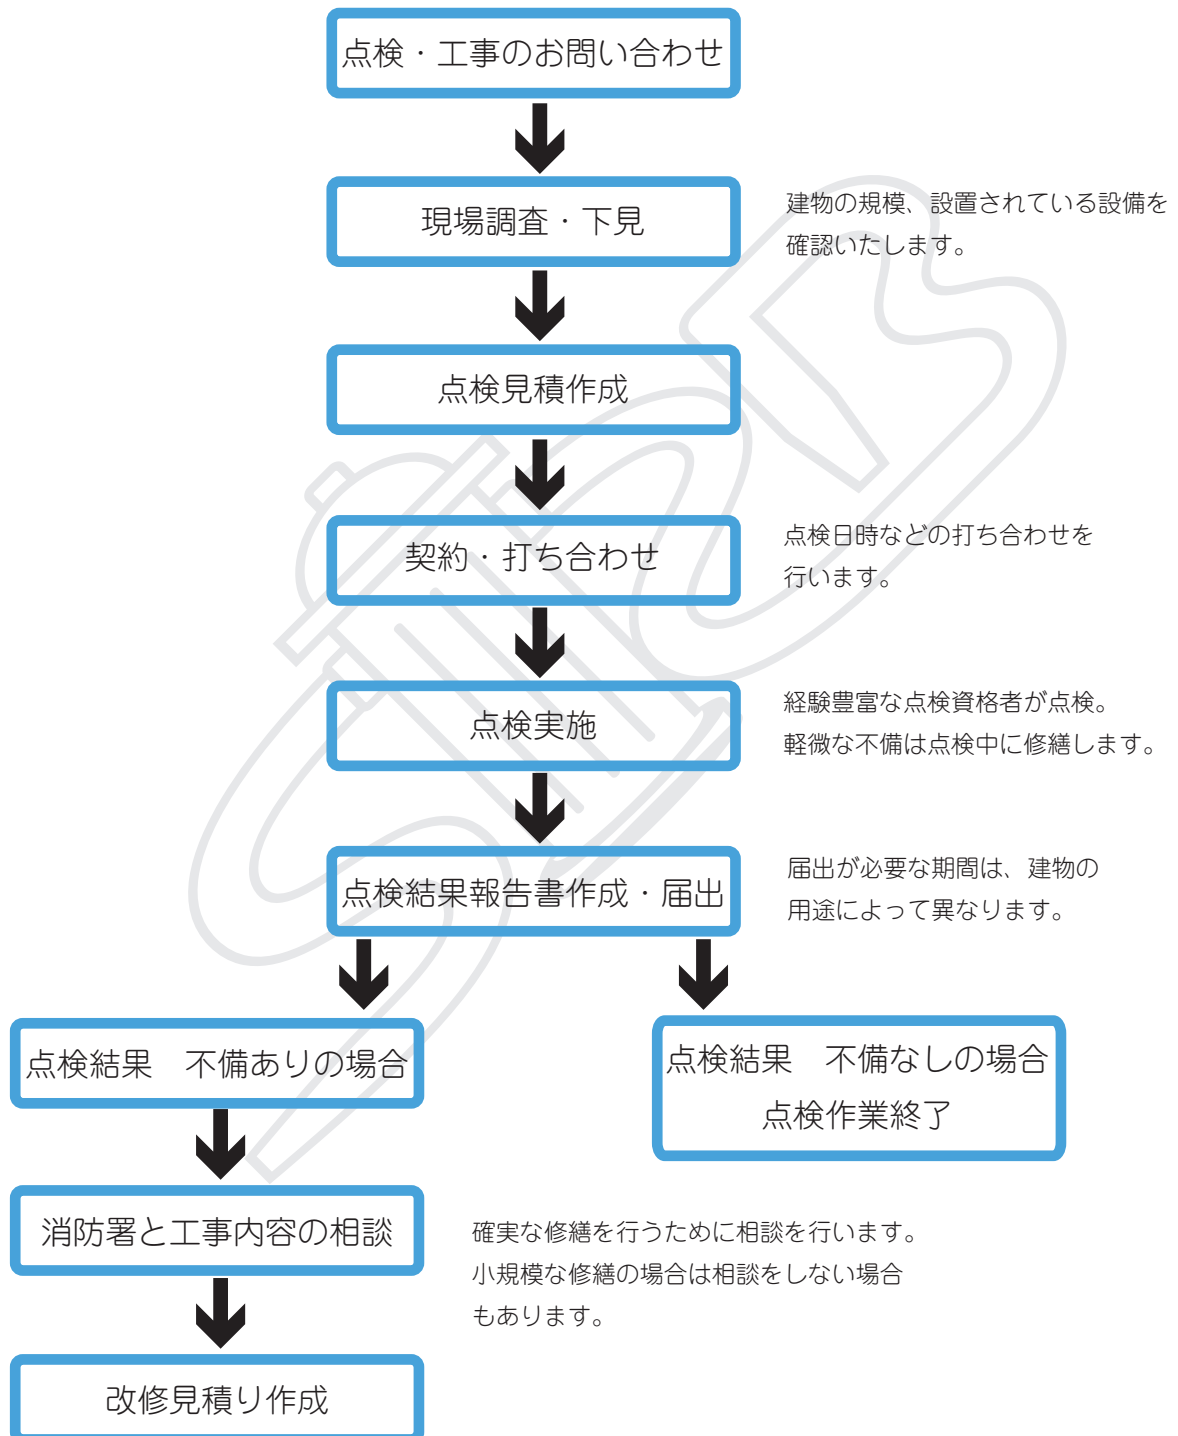 点検・工事のお問い合わせ
現場調査・下見
建物の規模、設置されている設備を
確認いたします。
点検見積作成
契約・打ち合わせ
点検日時などの打ち合わせを
行います。
点検実施
経験豊富な点検資格者が点検。
軽微な不備は点検中に修繕します。
点検結果報告書作成・届出
届出が必要な期間は、建物の
用途によって異なります。
点検結果　不備ありの場合
点検結果　不備なしの場合
点検作業終了
消防署と工事内容の相談
確実な修繕を行うために相談を行います。
小規模な修繕の場合は相談をしない場合
もあります。
改修見積り作成